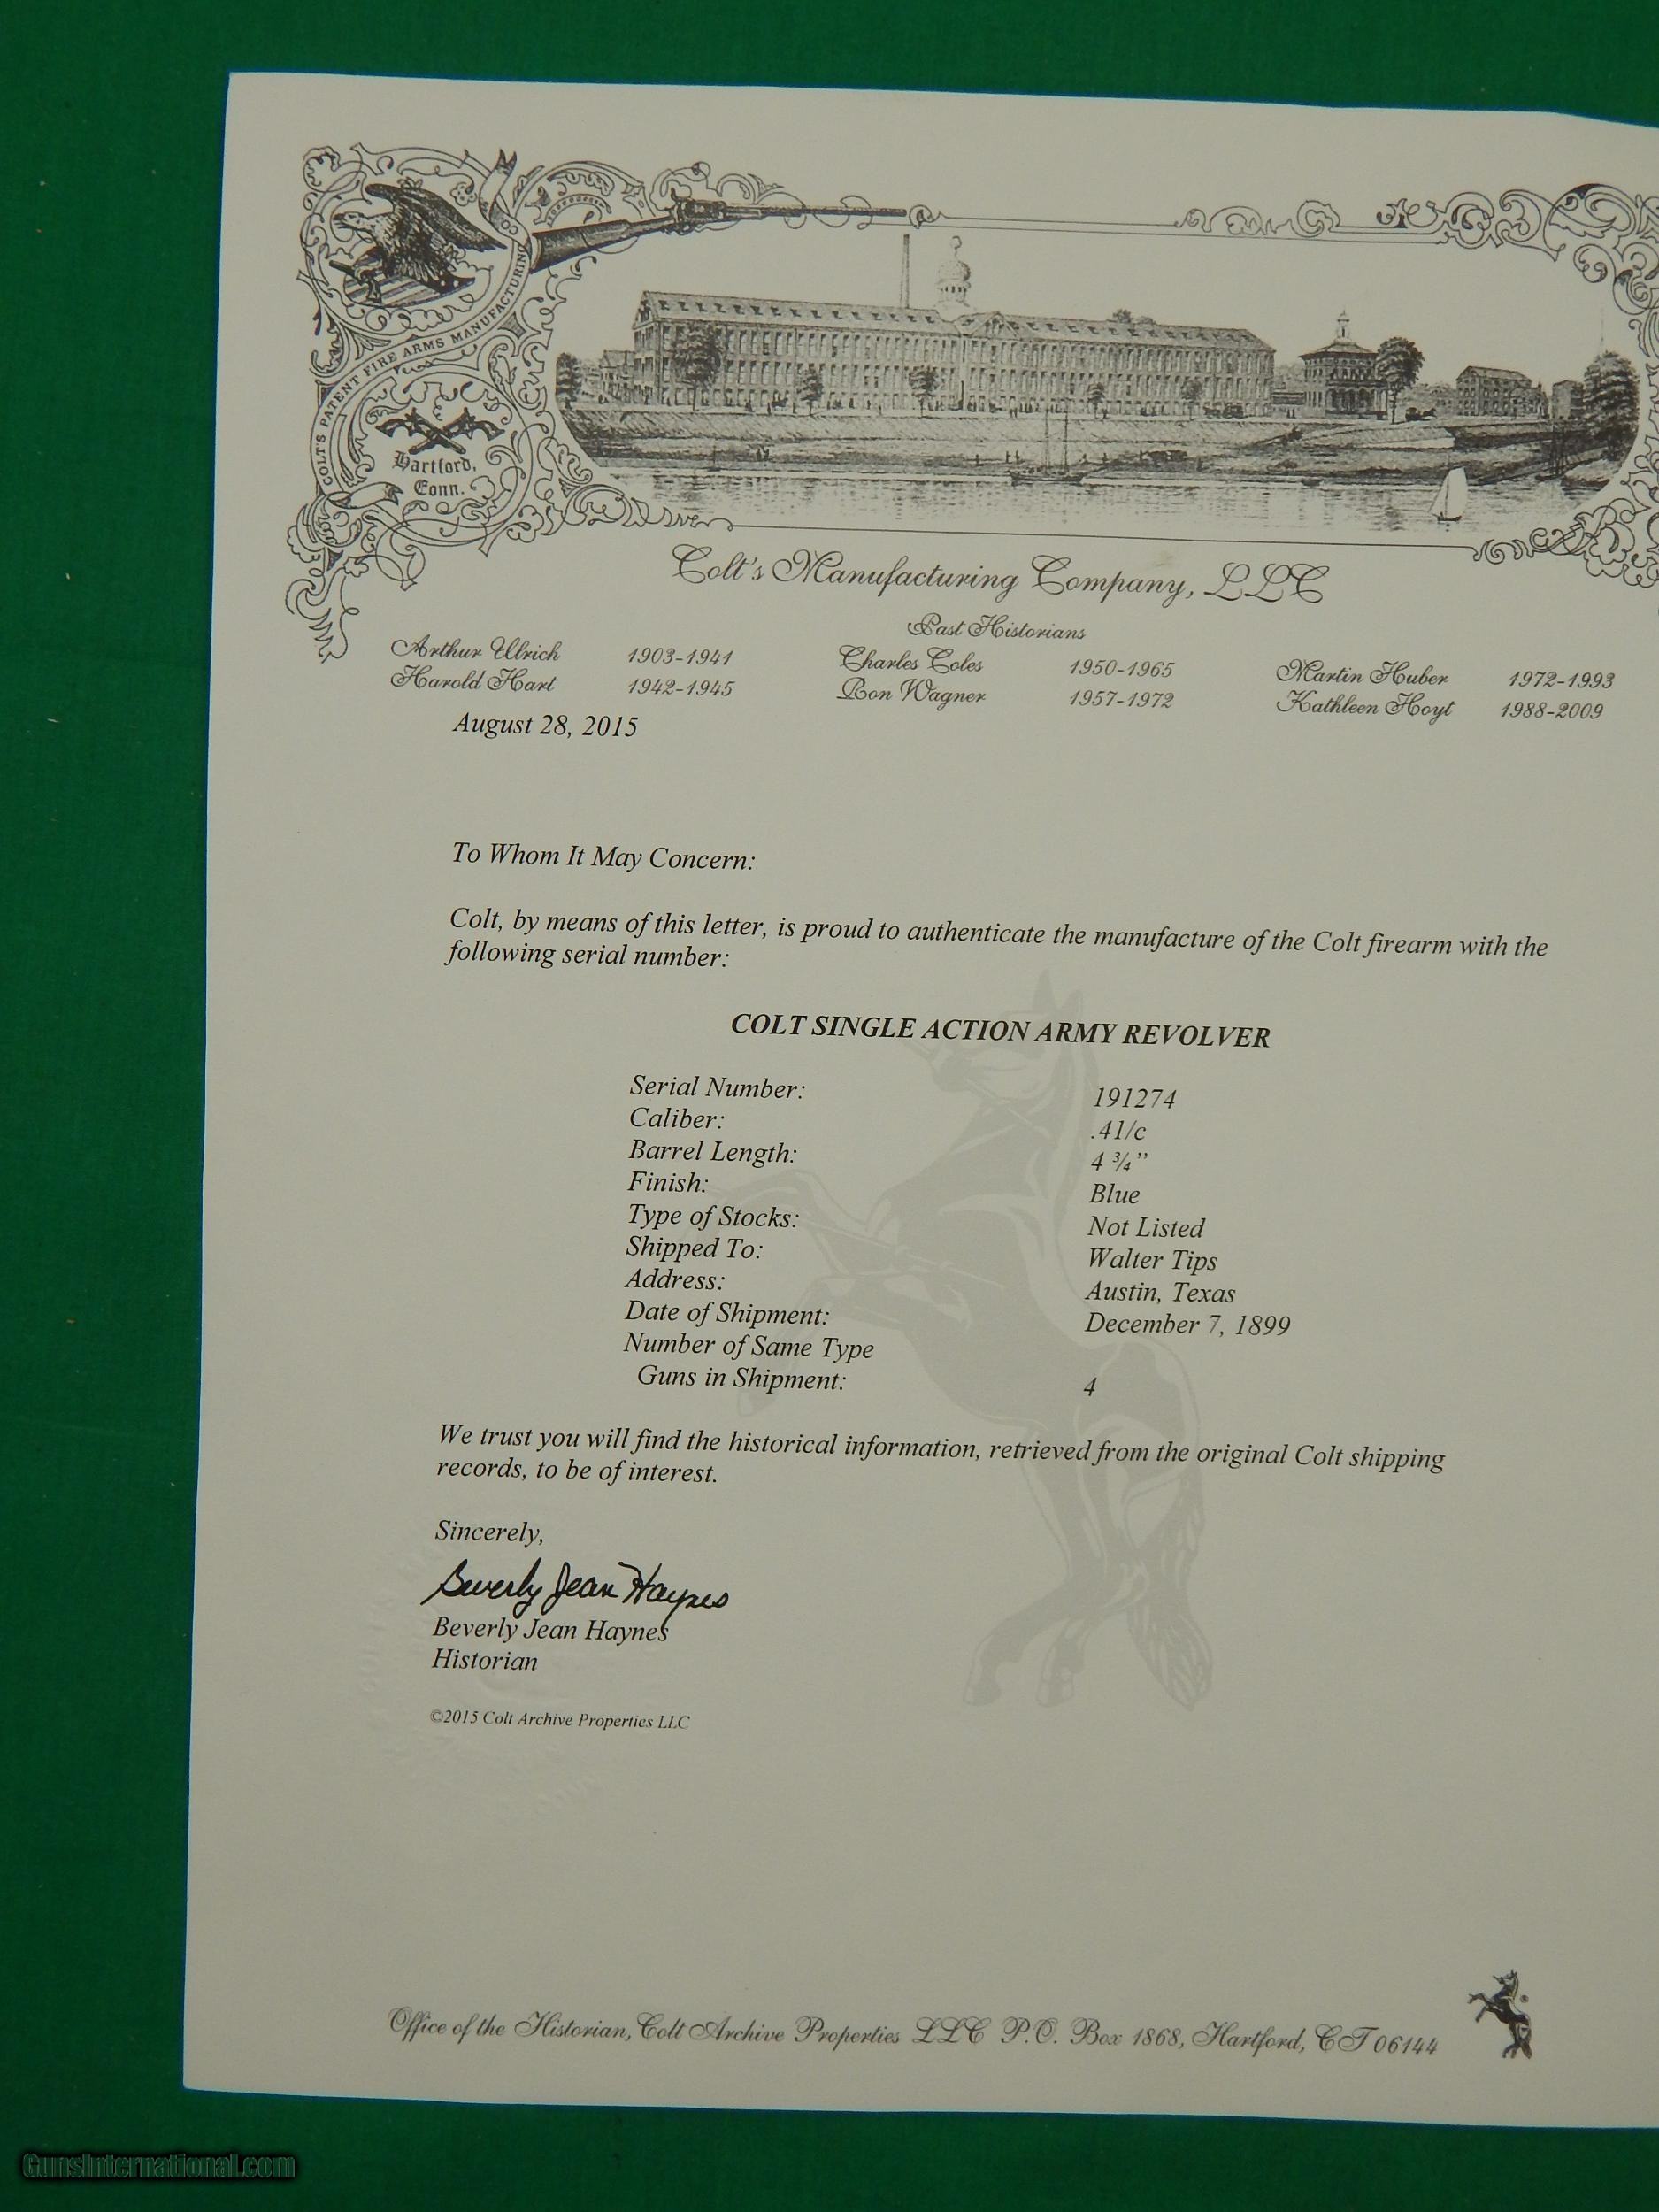 COLT'S PATENT FIRE ARMS MANUFACTURING CO
Hartford,
Conn.
Colt's Manufacturing Company, LLC
Past Historians
Arthur Ulrich 1903-1941 Charles Coles 1950-1965 Martin Huber 1972-1993
Harold Hart 1942-1945 Ron Wagner 1957-1972 Kathleen Hoyt 1988-2009
August 28, 2015
To Whom It May Concern:
Colt, by means of this letter, is proud to authenticate the manufacture of the Colt firearm with the
following serial number:
COLT SINGLE ACTION ARMY REVOLVER
Serial Number: 191274
Caliber: .41/c
Barrel Length: 4 ¾”
Finish: Blue
Type of Stocks: Not Listed
Shipped To: Walter Tips
Address: Austin, Texas
Date of Shipment: December 7, 1899
Number of Same Type
Guns in Shipment: 4
We trust you will find the historical information, retrieved from the original Colt shipping
records, to be of interest.
Sincerely,
Beverly Jean Haynes
Beverly Jean Haynes
Historian
©2015 Colt Archive Properties LLC
Office of the Historian, Colt Archive Properties LLC P.O. Box 1868, Hartford, CT 06144
GunsInternational.com